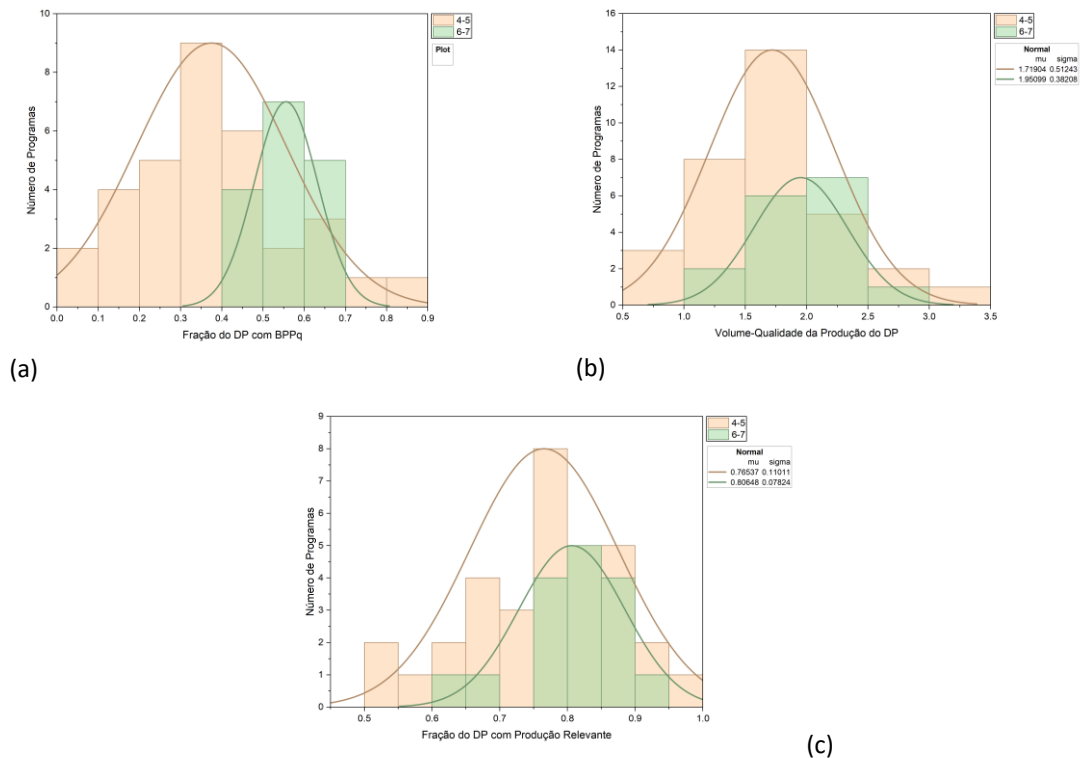 4-5
6-7
Plot
10
8
6
4
2
0
Número de Programas
0.0 0.1 0.2 0.3 0.4 0.5 0.6 0.7 0.8 0.9
Fração do DP com BPPq
(a)
4-5
6-7
Normal
mu sigma
1.71904 0.51243
1.95099 0.38208
16
14
12
10
8
6
4
2
0
Número de Programas
0.5 1.0 1.5 2.0 2.5 3.0 3.5
Volume-Qualidade da Produção do DP
(b)
4-5
6-7
Normal
mu sigma
0.76537 0.11011
0.80648 0.07824
9
8
7
6
5
4
3
2
1
0
Número de Programas
0.5 0.6 0.7 0.8 0.9 1.0
Fração do DP com Produção Relevante
(c)